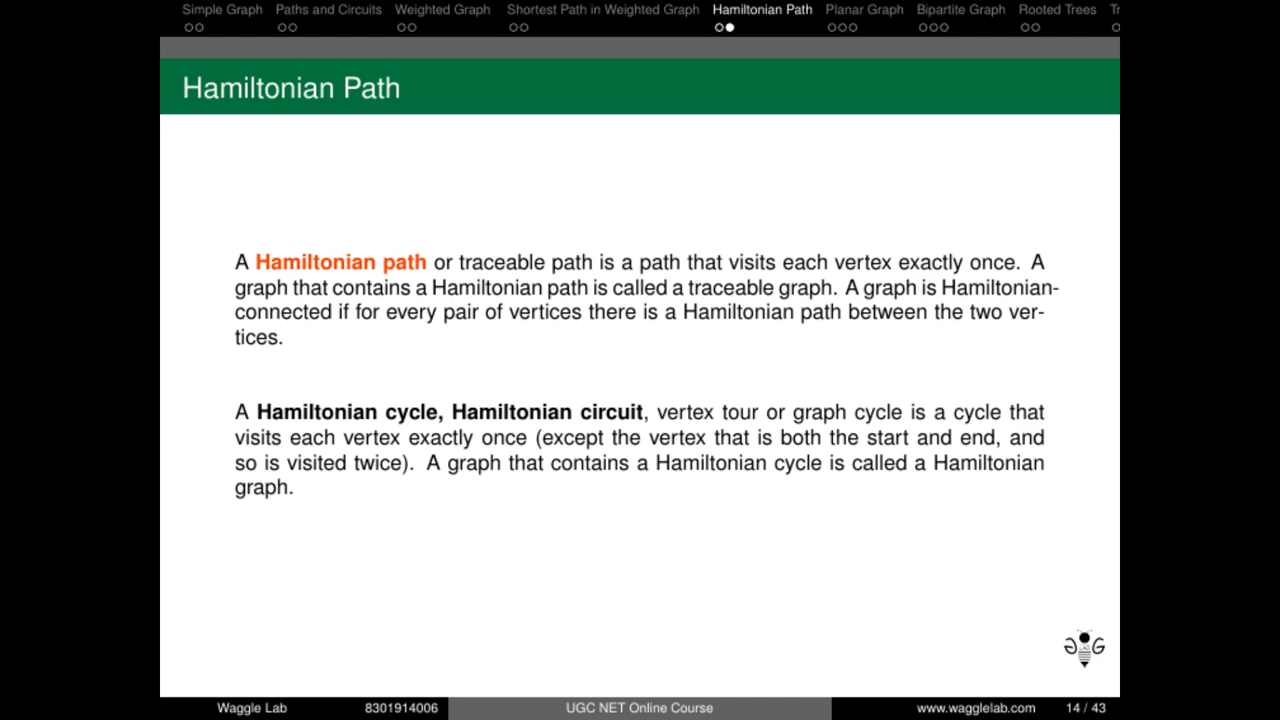 Simple Graph Paths and Circuits Weighted Graph Shortest Path in Weighted Graph Hamiltonian Path Planar Graph Bipartite Graph Rooted Trees
Hamiltonian Path
A Hamiltonian path or traceable path is a path that visits each vertex exactly once. A
graph that contains a Hamiltonian path is called a traceable graph. A graph is Hamiltonian-
connected if for every pair of vertices there is a Hamiltonian path between the two ver-
tices.
A Hamiltonian cycle, Hamiltonian circuit, vertex tour or graph cycle is a cycle that
visits each vertex exactly once (except the vertex that is both the start and end, and
so is visited twice). A graph that contains a Hamiltonian cycle is called a Hamiltonian
graph.
Waggle Lab 8301914006 UGC NET Online Course www.wagglelab.com 14 / 43